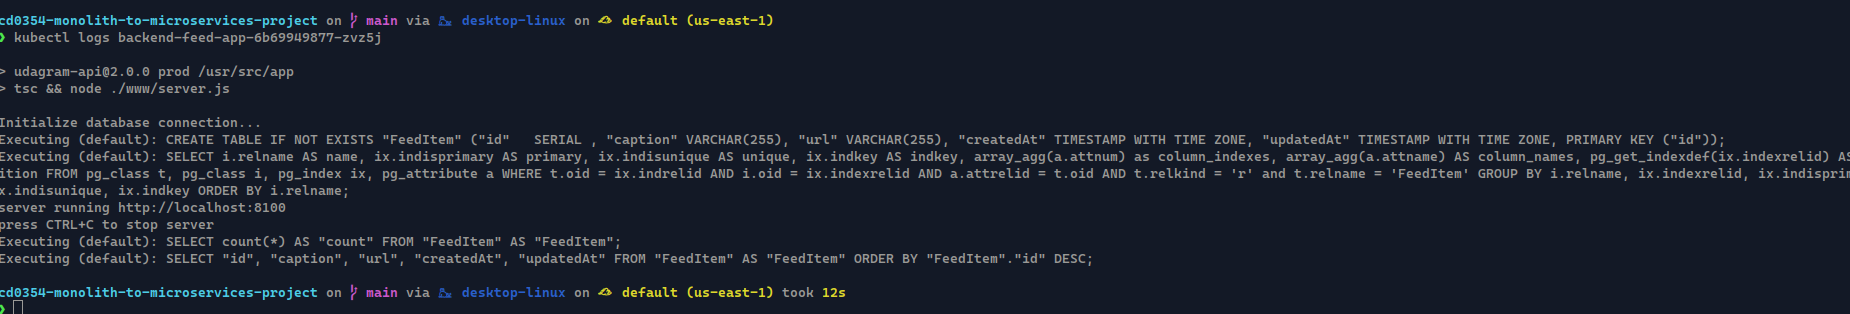 cd0354-monolith-to-microservices-project on main via desktop-linux on default (us-east-1)
❯ kubectl logs backend-feed-app-6b69949877-zvz5j
> udagram-api@2.0.0 prod /usr/src/app
> tsc && node ./www/server.js
Initialize database connection...
Executing (default): CREATE TABLE IF NOT EXISTS "FeedItem" ("id"   SERIAL , "caption" VARCHAR(255), "url" VARCHAR(255), "createdAt" TIMESTAMP WITH TIME ZONE, "updatedAt" TIMESTAMP WITH TIME ZONE, PRIMARY KEY ("id"));
Executing (default): SELECT i.relname AS name, ix.indisprimary AS primary, ix.indisunique AS unique, ix.indkey AS indkey, array_agg(a.attnum) as column_indexes, array_agg(a.attname) AS column_names, pg_get_indexdef(ix.indexrelid) AS
ition FROM pg_class t, pg_class i, pg_index ix, pg_attribute a WHERE t.oid = ix.indrelid AND i.oid = ix.indexrelid AND a.attrelid = t.oid AND t.relkind = 'r' and t.relname = 'FeedItem' GROUP BY i.relname, ix.indexrelid, ix.indisprim
x.indisunique, ix.indkey ORDER BY i.relname;
server running http://localhost:8100
press CTRL+C to stop server
Executing (default): SELECT count(*) AS "count" FROM "FeedItem" AS "FeedItem";
Executing (default): SELECT "id", "caption", "url", "createdAt", "updatedAt" FROM "FeedItem" AS "FeedItem" ORDER BY "FeedItem"."id" DESC;
cd0354-monolith-to-microservices-project on main via desktop-linux on default (us-east-1) took 12s
❯